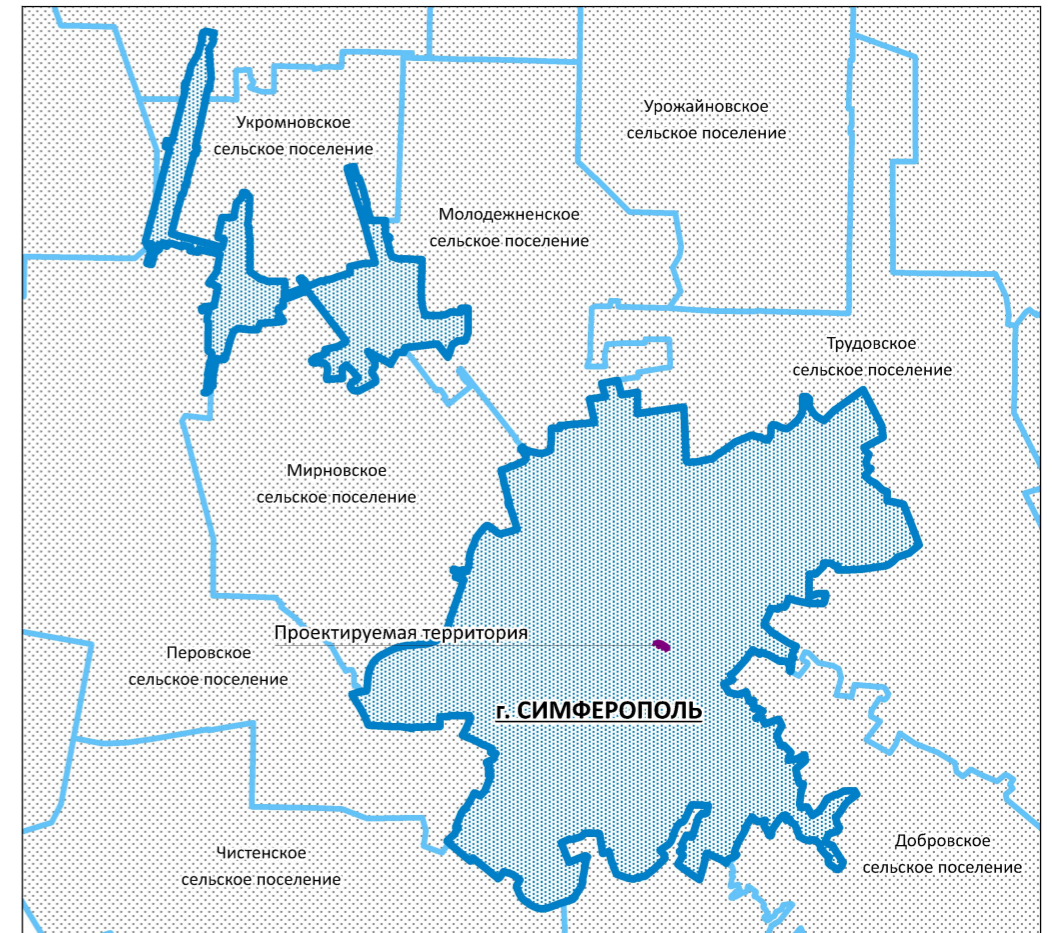 Урожайновское
сельское поселение
Укромновское
сельское поселение
Молодежненское
сельское поселение
Трудовское
сельское поселение
Мирновское
сельское поселение
Проектируемая территория
Перовское
сельское поселение
г. СИМФЕРОПОЛЬ
Добровское
сельское поселение
Чистенское
сельское поселение